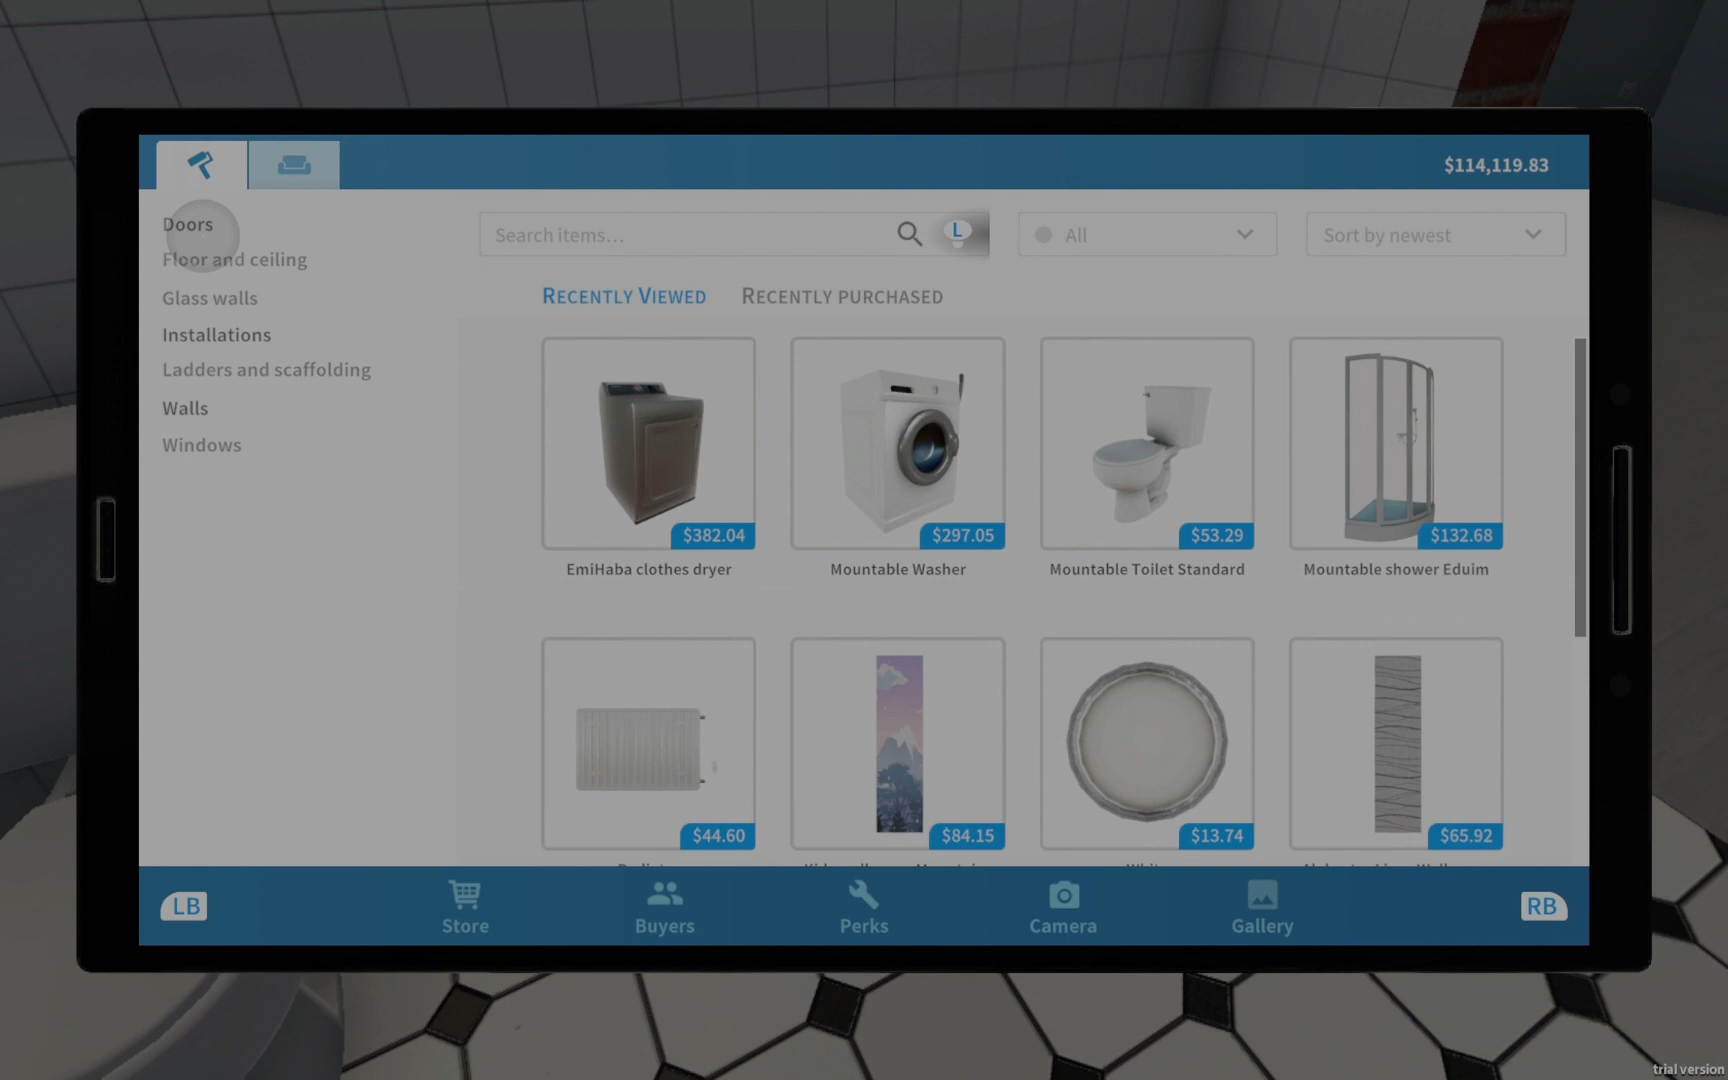 $114,119.83
Doors
Floor and ceiling
Glass walls
Installations
Ladders and scaffolding
Walls
Windows
Search items...
L
All
Sort by newest
RECENTLY VIEWED
RECENTLY PURCHASED
$382.04
$297.05
$53.29
$132.68
EmiHaba clothes dryer
Mountable Washer
Mountable Toilet Standard
Mountable shower Eduim
$44.60
$84.15
$13.74
$65.92
LB
Store
Buyers
Perks
Camera
Gallery
RB
trial version